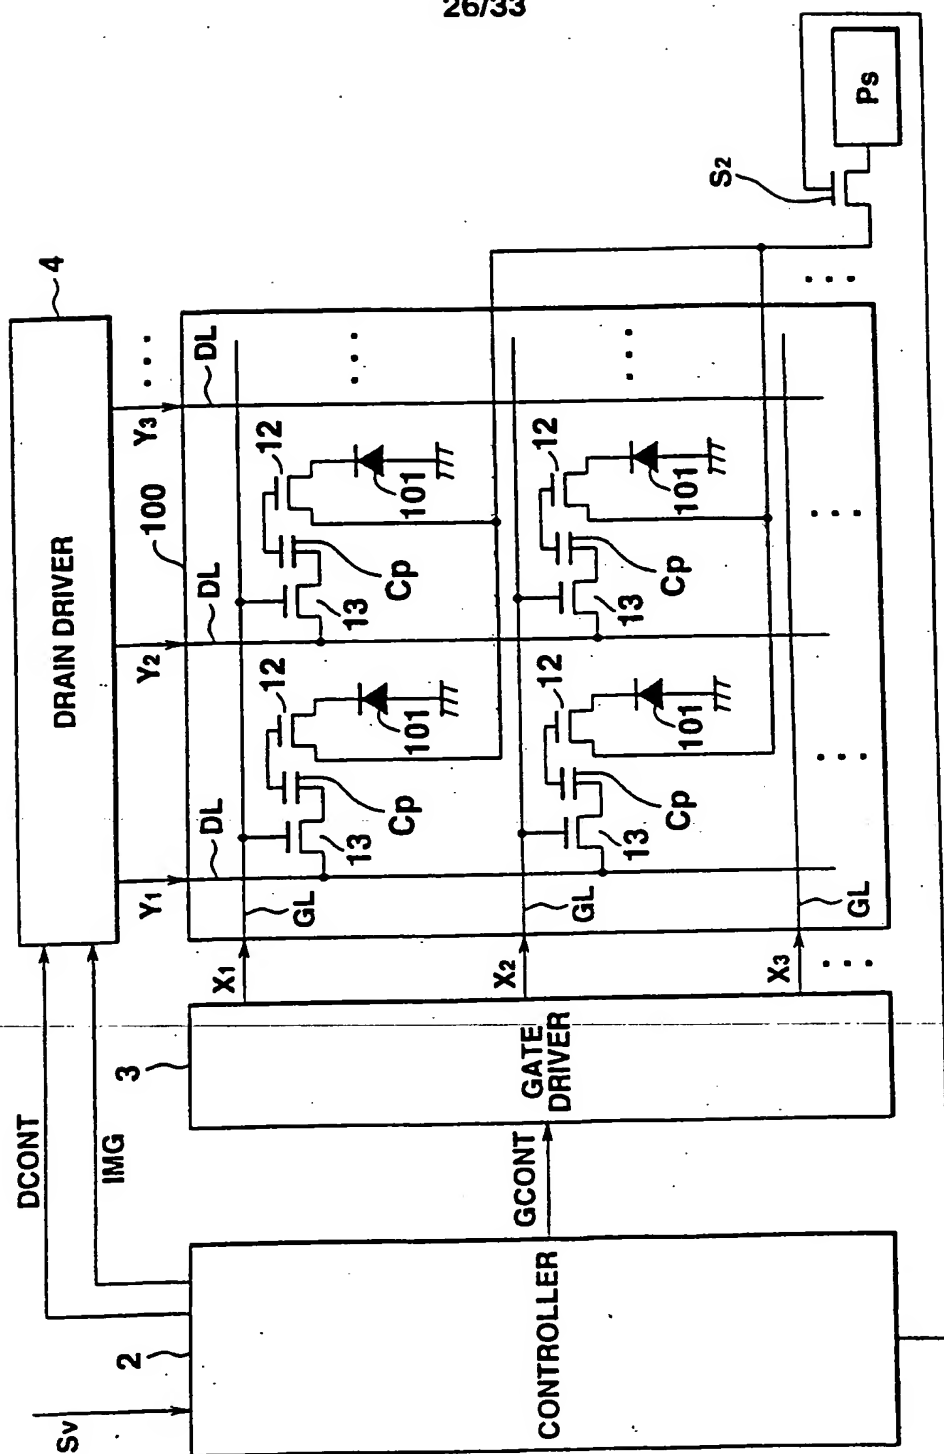 26/33
Ps
S2
4
DRAIN DRIVER
Y1
DL
Y2
DL
100
Y3
DL
12
101
13
Cp
12
101
13
Cp
GL
12
101
13
Cp
12
101
13
Cp
GL
GL
X1
X2
X3
3
GATE
DRIVER
DCONT
IMG
GCONT
2
CONTROLLER
Sv